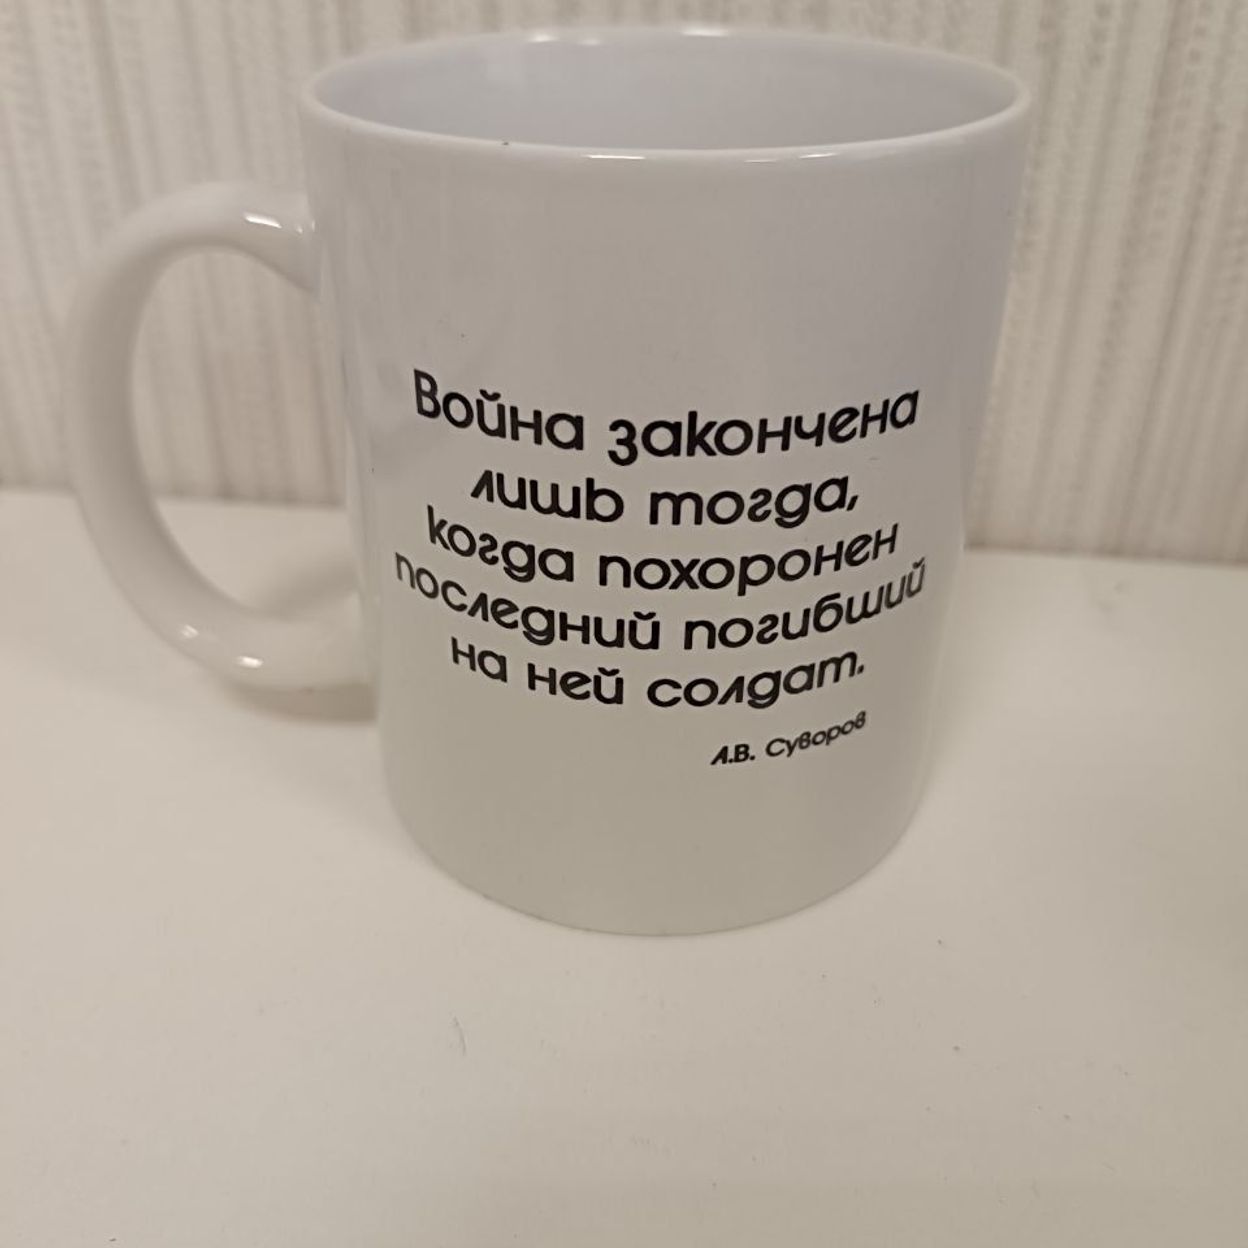 Война закончена
лишь тогда,
когда похоронен
последний погибший
на ней солдат.
А.В. Суворов